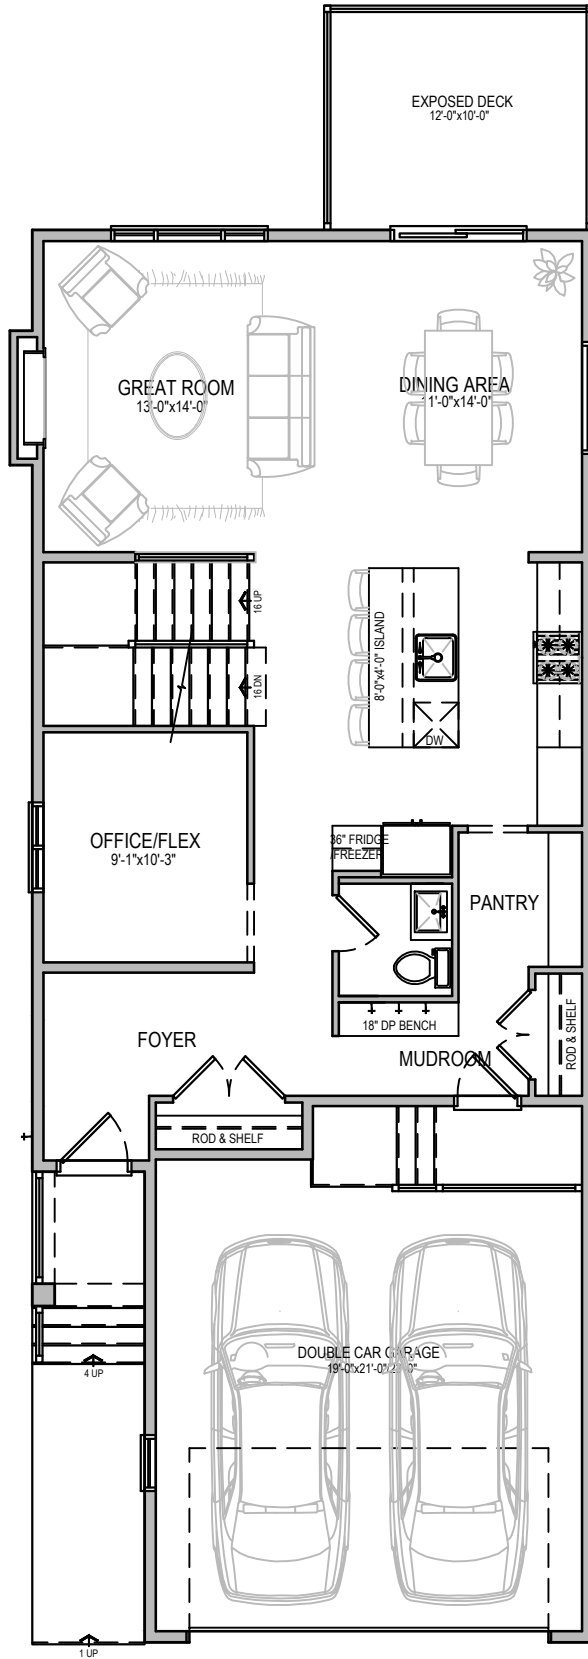 EXPOSED DECK
12'-0"x10'-0"
GREAT ROOM
13'-0"x14'-0"
DINING AREA
11'-0"x14'-0"
16 UP
16 DN
8'-0"x4'-0" ISLAND
DW
OFFICE/FLEX
9'-1"x10'-3"
36" FRIDGE
/FREEZER
PANTRY
18" DP BENCH
FOYER
MUDROOM
ROD & SHELF
ROD & SHELF
DOUBLE CAR GARAGE
4 UP
1 UP